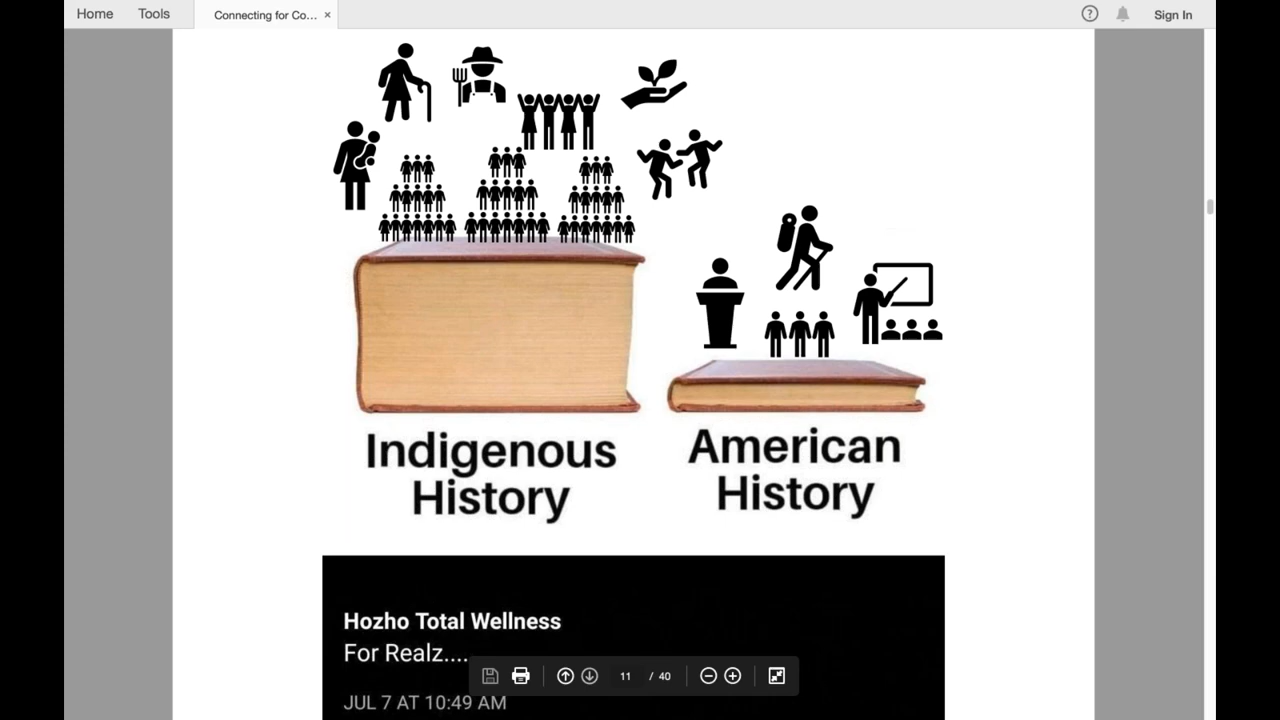 Home Tools Connecting for Co... × ? Sign In
Indigenous
History
American
History
Hozho Total Wellness
For Realz....
11 / 40
JUL 7 AT 10:49 AM